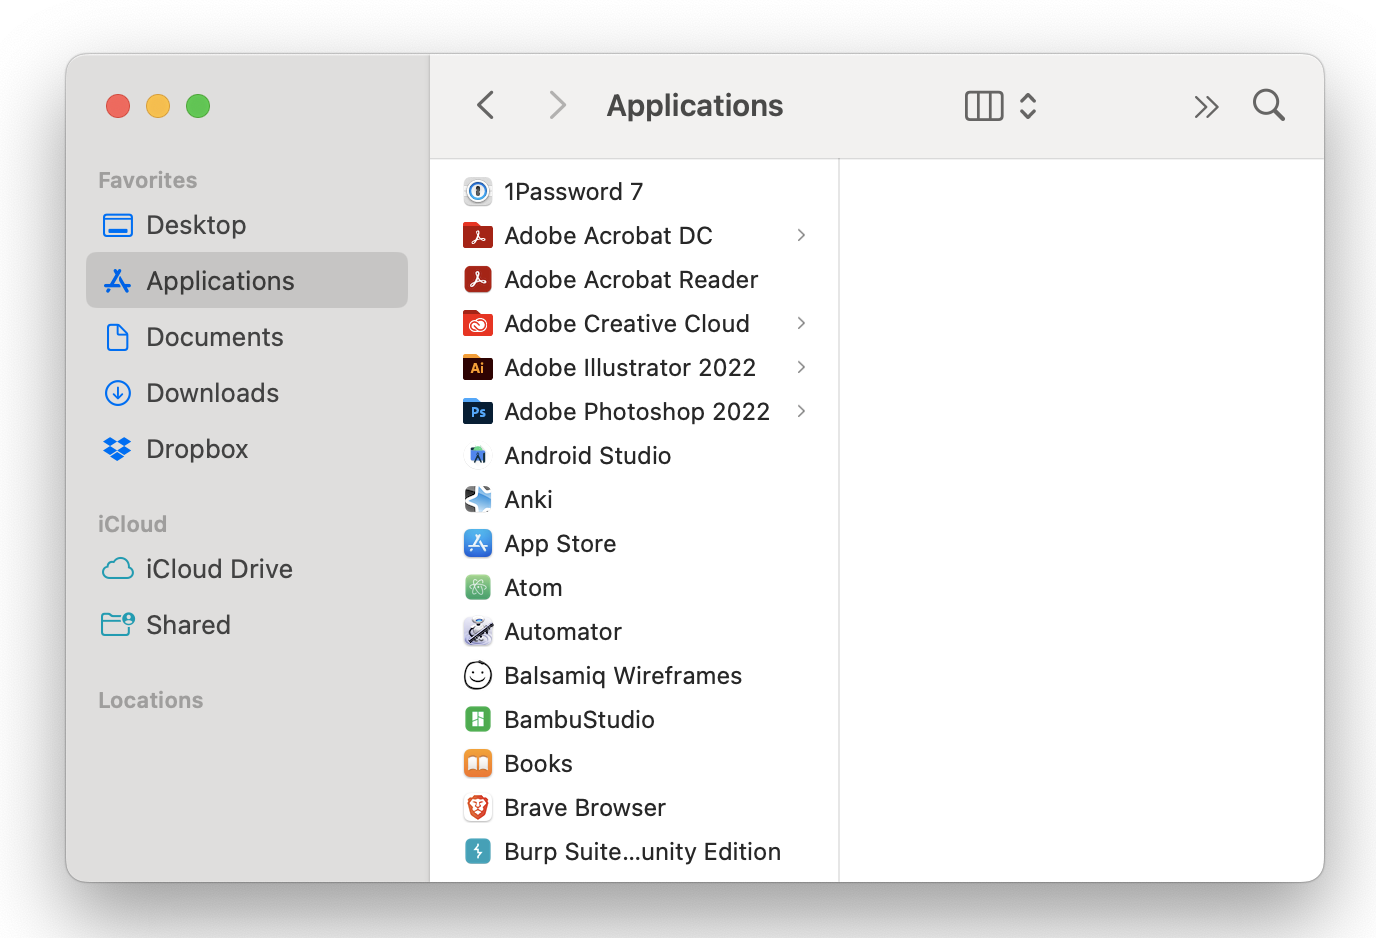 Applications
Favorites
Desktop
Applications
Documents
Downloads
Dropbox
iCloud
iCloud Drive
Shared
Locations
1Password 7
Adobe Acrobat DC
Adobe Acrobat Reader
Adobe Creative Cloud
Ai Adobe Illustrator 2022
Ps Adobe Photoshop 2022
Android Studio
Anki
App Store
Atom
Automator
Balsamiq Wireframes
BambuStudio
Books
Brave Browser
Burp Suite...unity Edition